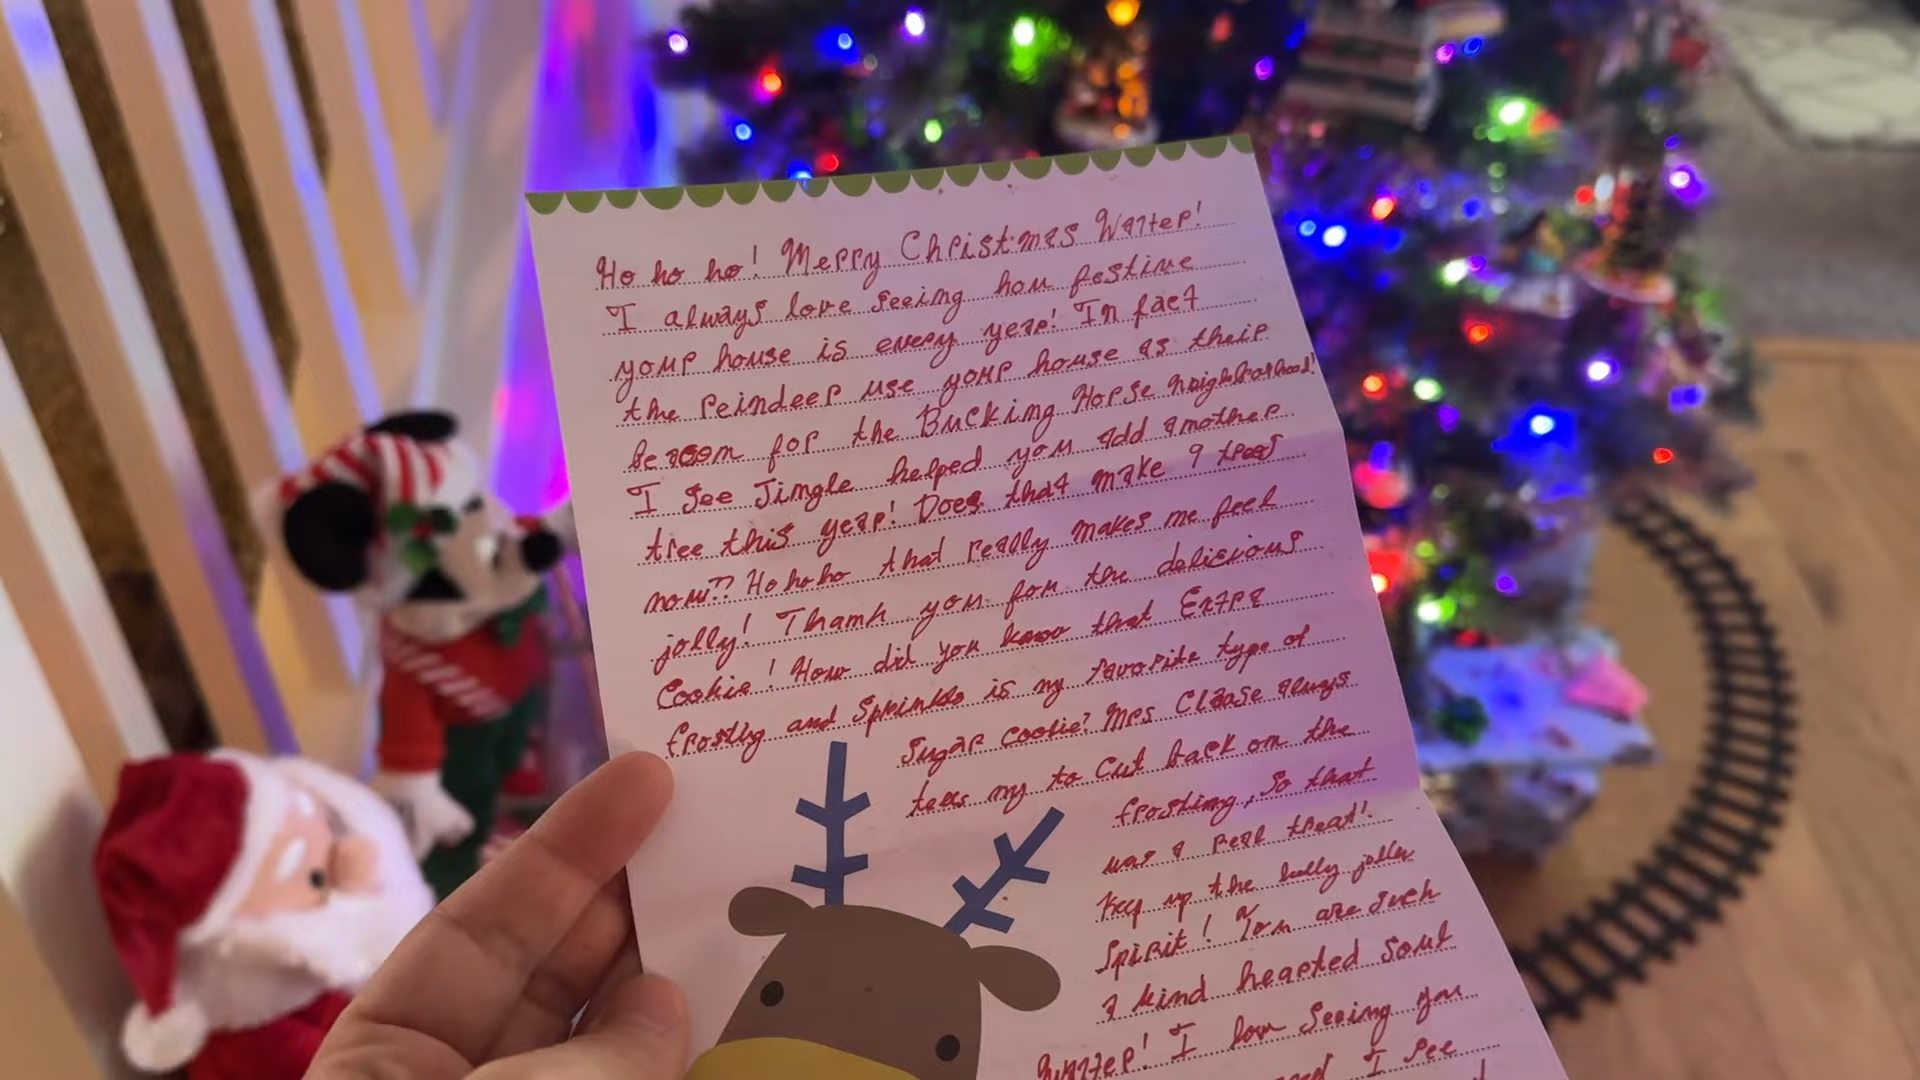 Ho ho ho! Merry Christmas Walter!
I always love seeing how festive
your house is every year! In fact
the reindeer use your house as their
beacon for the Bucking Horse neighborhood!
I see Jingle helped you add another
tree this year! Does that make 9 trees
now?? Ho ho ho that really makes me feel
jolly! Thank you for the delicious
Cookie! How did you know that Extra
frostig and Sprinkles is my favorite type of
Sugar cookie? Mrs Clase always
tells my to cut back on the
frosting, So that
was a real treat!
Keep up the holly jolly
Spirit! You are such
a kind hearted soul
Walter! I love Seeing you
I see